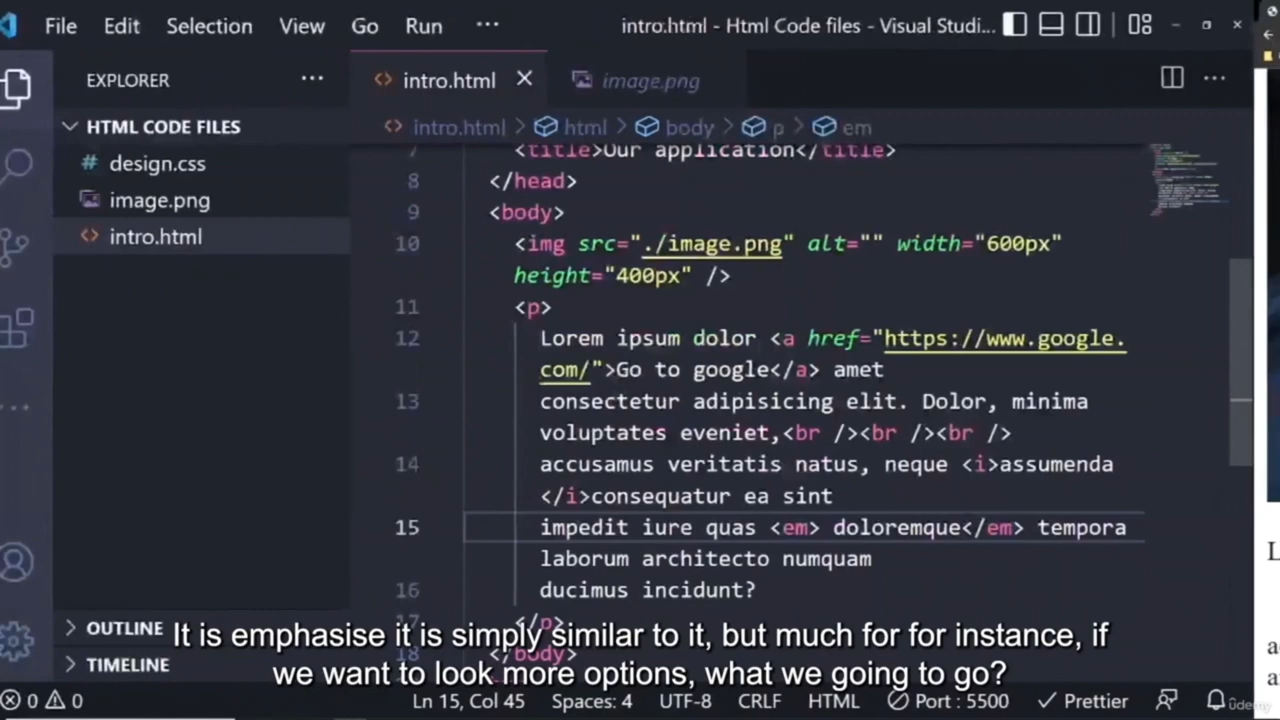 File Edit Selection View Go Run ··· intro.html - Html Code files - Visual Studi...
EXPLORER ···
intro.html
image.png
···
HTML CODE FILES
intro.html > html > body > p > em
# design.css
image.png
intro.html
7 <title>Our application</title>
8 </head>
9 <body>
10 <img src="./image.png" alt="" width="600px"
height="400px" />
11 <p>
12 Lorem ipsum dolor <a href="https://www.google.
com/">Go to google</a> amet
13 consectetur adipisicing elit. Dolor, minima
voluptates eveniet,<br /><br /><br />
14 accusamus veritatis natus, neque <i>assumenda
</i>consequatur ea sint
15 impedit iure quas <em> doloremque</em> tempora
laborum architecto numquam
16 ducimus incidunt?
17 </p>
18 </body>
OUTLINE
TIMELINE
It is emphasise it is simply similar to it, but much for for instance, if
we want to look more options, what we going to go?
0 0 Ln 15, Col 45 Spaces: 4 UTF-8 CRLF HTML Port : 5500 Prettier
udemy